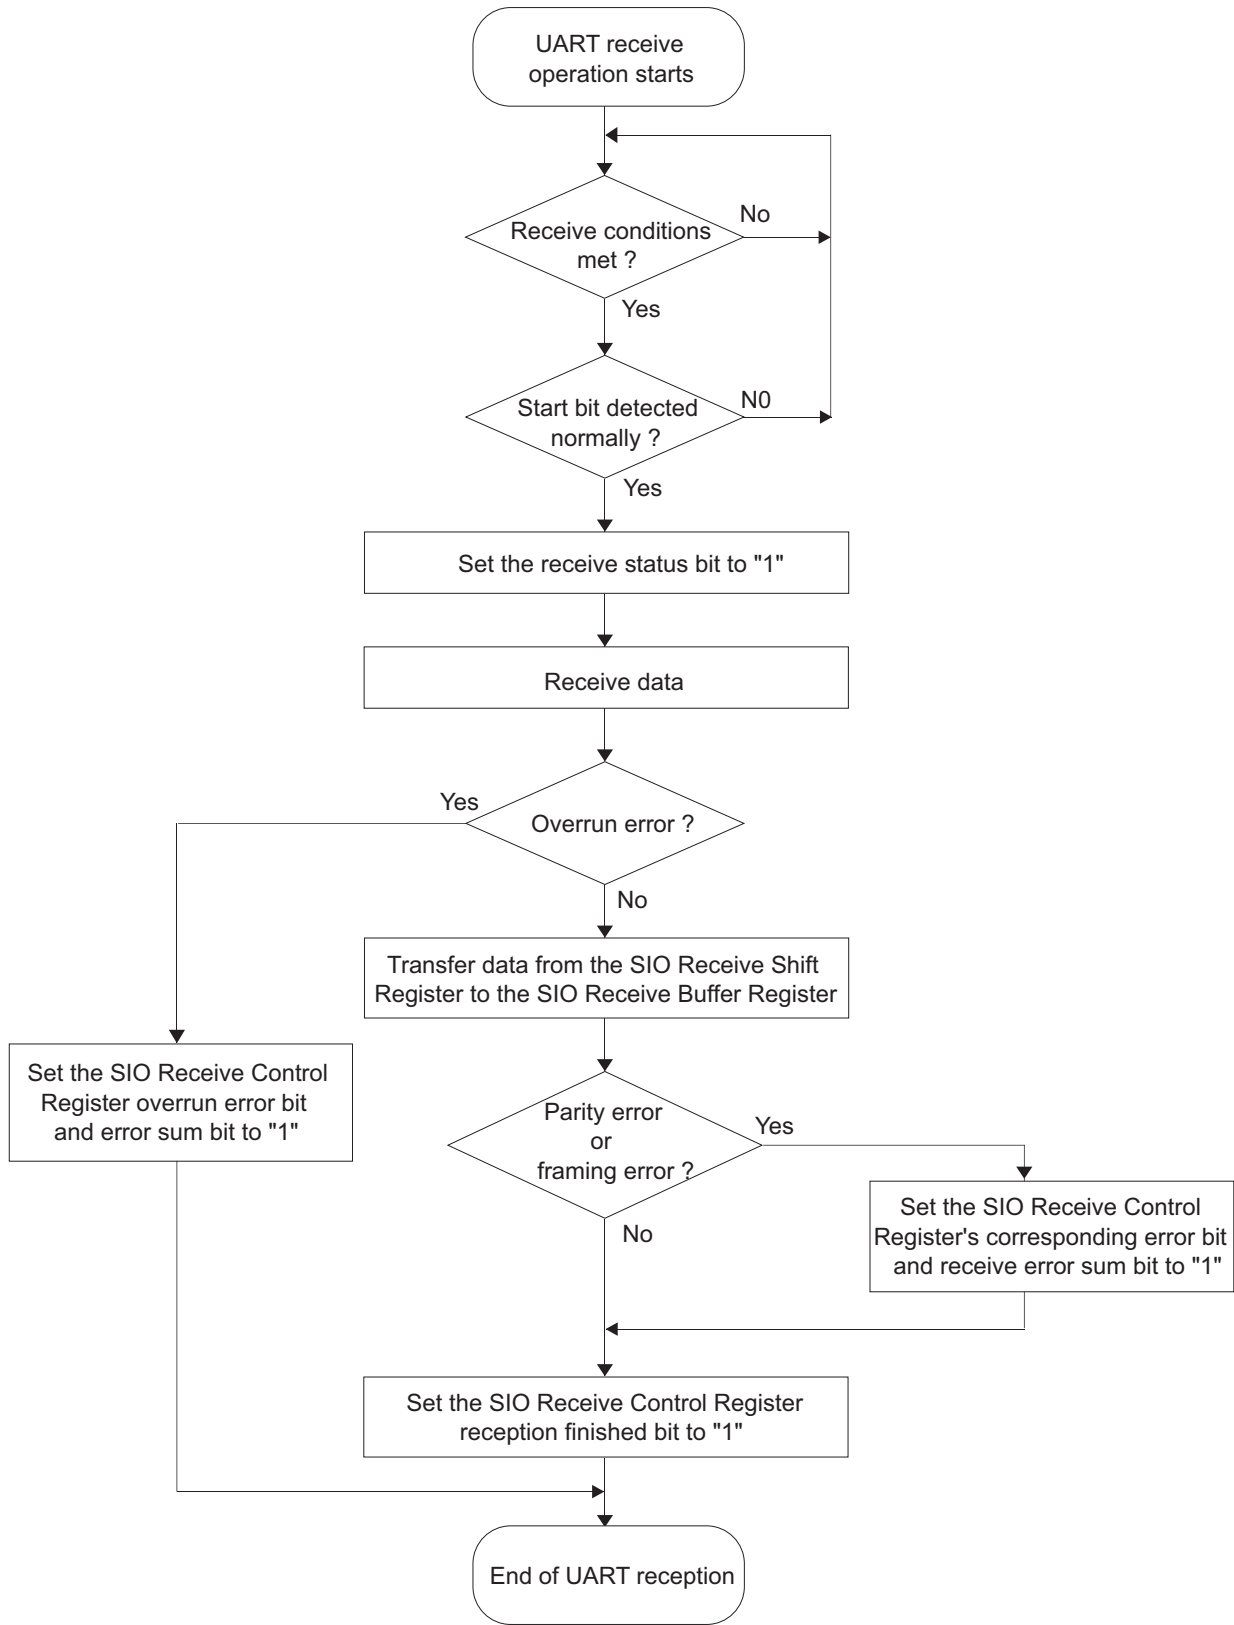 UART receive
operation starts
No
Receive conditions
met ?
Yes
N0
Start bit detected
normally ?
Yes
Set the receive status bit to "1"
Receive data
Yes
Overrun error ?
No
Transfer data from the SIO Receive Shift
Register to the SIO Receive Buffer Register
Set the SIO Receive Control
Register overrun error bit
and error sum bit to "1"
Parity error
or
framing error ?
Yes
Set the SIO Receive Control
Register's corresponding error bit
and receive error sum bit to "1"
No
Set the SIO Receive Control Register
reception finished bit to "1"
End of UART reception